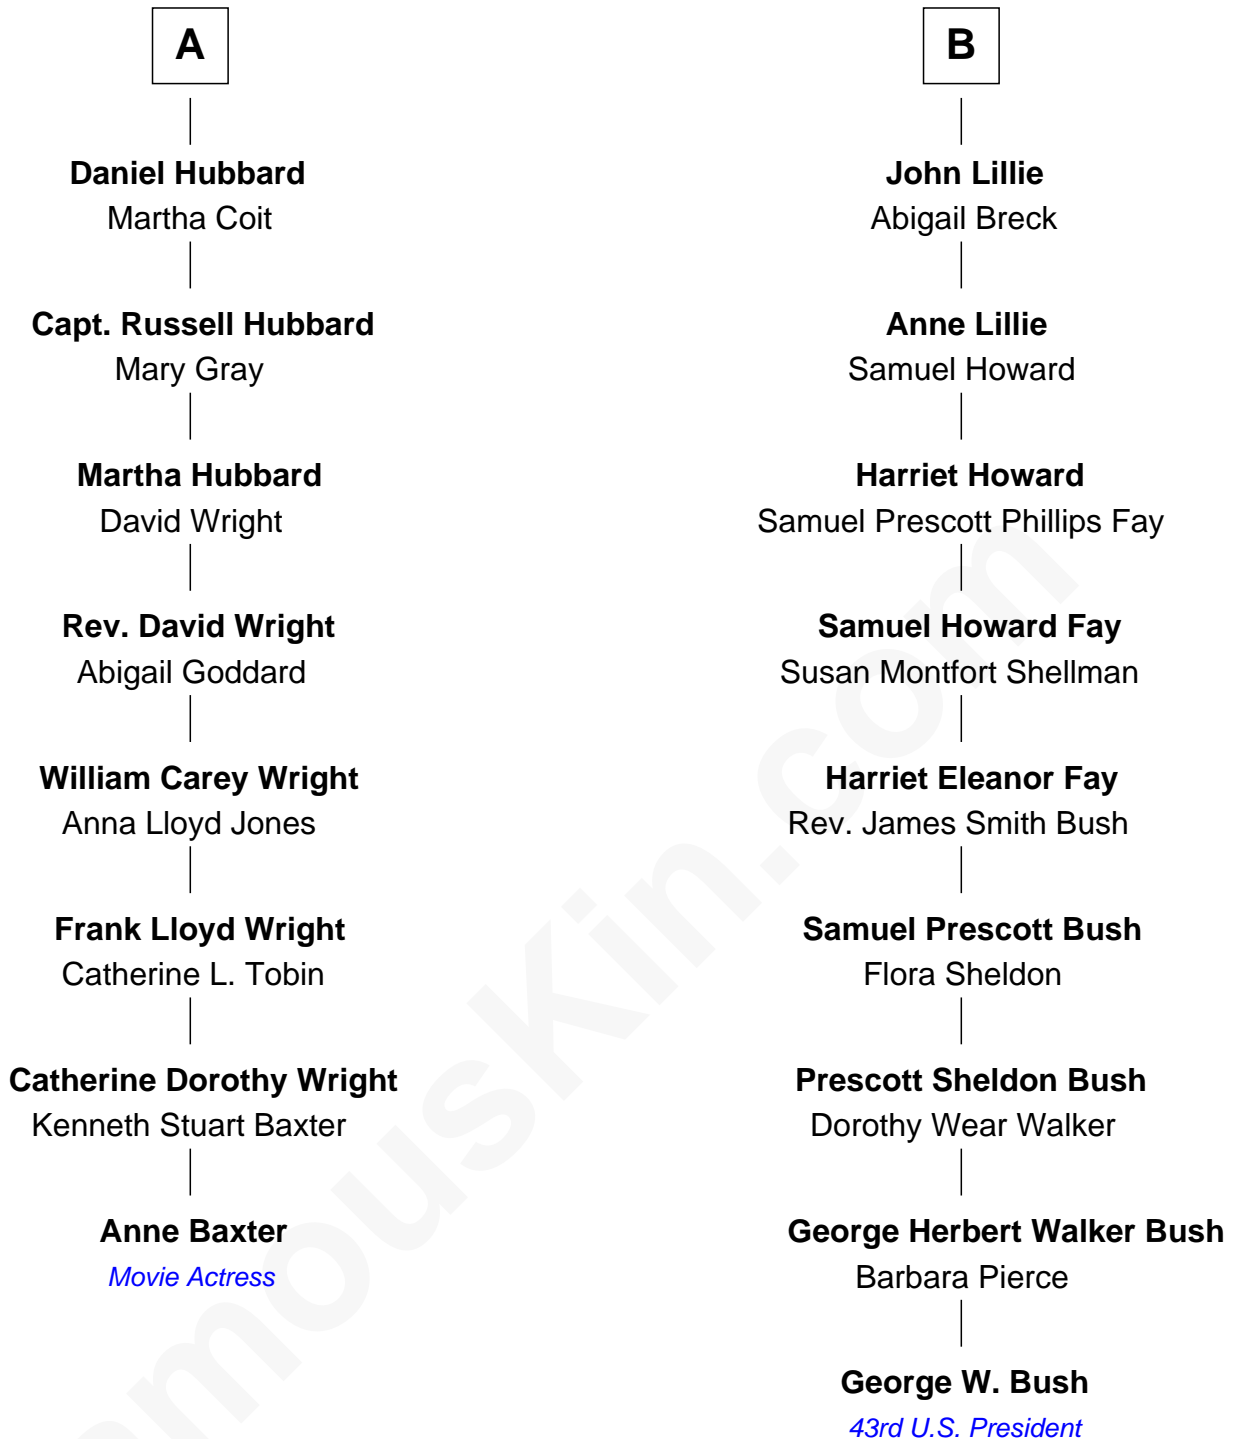 A
Daniel Hubbard
Martha Coit
Capt. Russell Hubbard
Mary Gray
Martha Hubbard
David Wright
Rev. David Wright
Abigail Goddard
William Carey Wright
Anna Lloyd Jones
Frank Lloyd Wright
Catherine L. Tobin
Catherine Dorothy Wright
Kenneth Stuart Baxter
Anne Baxter
Movie Actress
B
John Lillie
Abigail Breck
Anne Lillie
Samuel Howard
Harriet Howard
Samuel Prescott Phillips Fay
Samuel Howard Fay
Susan Montfort Shellman
Harriet Eleanor Fay
Rev. James Smith Bush
Samuel Prescott Bush
Flora Sheldon
Prescott Sheldon Bush
Dorothy Wear Walker
George Herbert Walker Bush
Barbara Pierce
George W. Bush
43rd U.S. President
amousKin.com